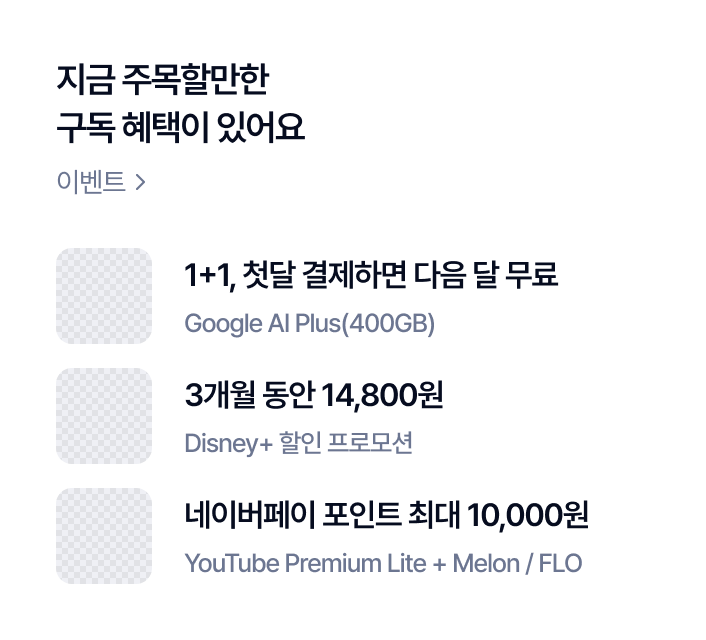 지금 주목할만한
구독 혜택이 있어요
이벤트 >
1+1, 첫달 결제하면 다음 달 무료
Google AI Plus(400GB)
3개월 동안 14,800원
Disney+ 할인 프로모션
네이버페이 포인트 최대 10,000원
YouTube Premium Lite + Melon / FLO